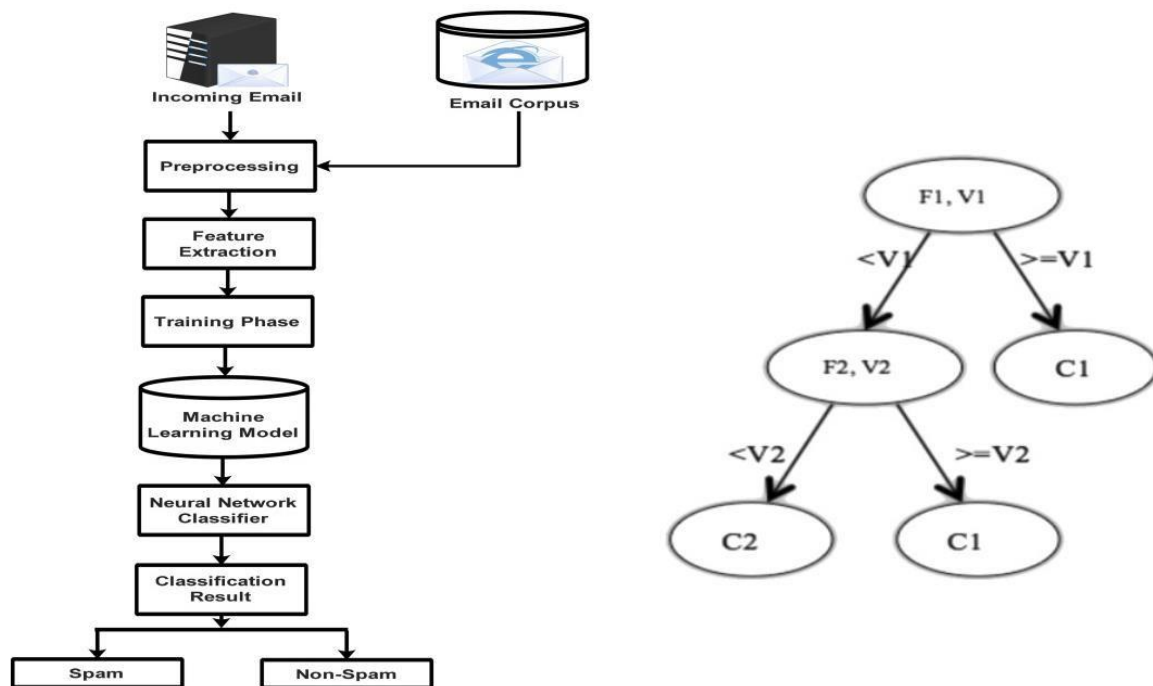 Incoming Email
Email Corpus
Preprocessing
Feature
Extraction
Training Phase
Machine
Learning Model
Neural Network
Classifier
Classification
Result
Spam
Non-Spam
F1, V1
<V1
>=V1
F2, V2
C1
<V2
>=V2
C2
C1